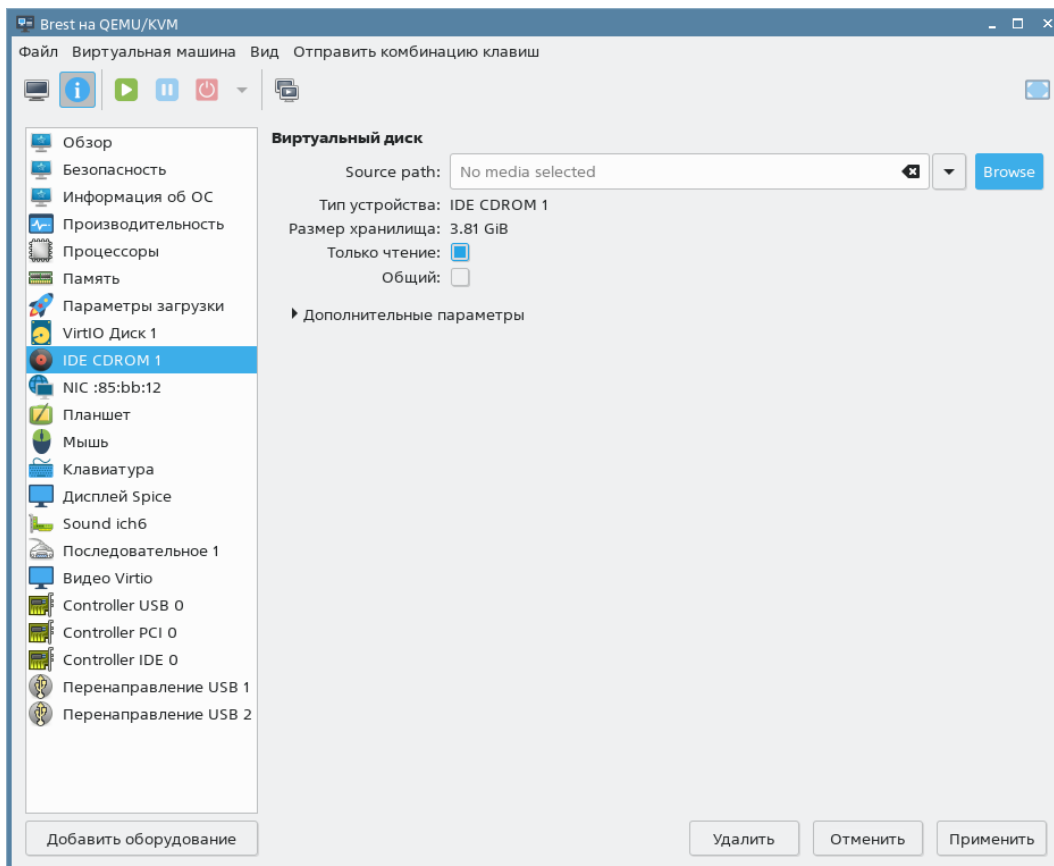 Brest на QEMU/KVM
Файл Виртуальная машина Вид Отправить комбинацию клавиш
Обзор
Безопасность
Информация об ОС
Производительность
Процессоры
Память
Параметры загрузки
VirtIO Диск 1
IDE CDROM 1
NIC :85:bb:12
Планшет
Мышь
Клавиатура
Дисплей Spice
Sound ich6
Последовательное 1
Видео Virtio
Controller USB 0
Controller PCI 0
Controller IDE 0
Перенаправление USB 1
Перенаправление USB 2
Добавить оборудование
Виртуальный диск
Source path: No media selected Browse
Тип устройства: IDE CDROM 1
Размер хранилища: 3.81 GiB
Только чтение:
Общий:
Дополнительные параметры
Удалить Отменить Применить